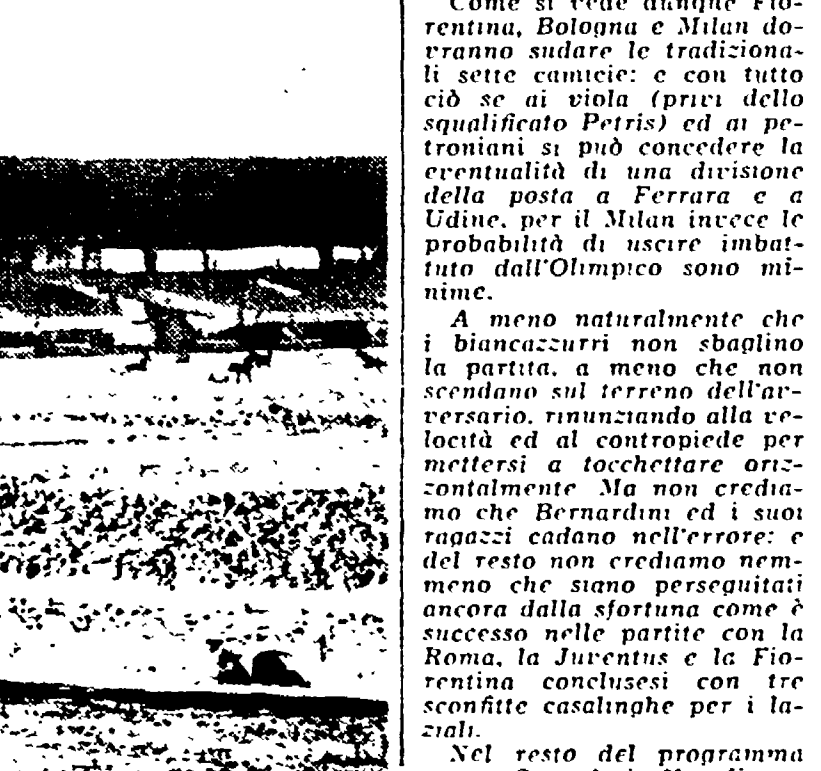 Come si vede dunque Fio-
rentina, Bologna e Milan do-
vranno sudare le tradiziona-
li sette camicie: e con tutto
ciò se ai viola (privi dello
squalificato Petris) ed ai pe-
troniani si può concedere la
eventualità di una divisione
della posta a Ferrara e a
Udine, per il Milan invece le
probabilità di uscire imbat-
tuto dall'Olimpico sono mi-
nime.
A meno naturalmente che
i biancazzurri non sbaglino
la partita, a meno che non
scendano sul terreno dell'av-
versario, rinunziando alla ve-
locità ed al contropiede per
mettersi a tocchettare oriz-
zontalmente Ma non credia-
mo che Bernardini ed i suoi
ragazzi cadano nell'errore: e
del resto non crediamo nem-
meno che siano perseguitati
ancora dalla sfortuna come è
successo nelle partite con la
Roma, la Juventus e la Fio-
rentina conclusesi con tre
sconfitte casalinghe per i la-
ziali.
Nel resto del programma